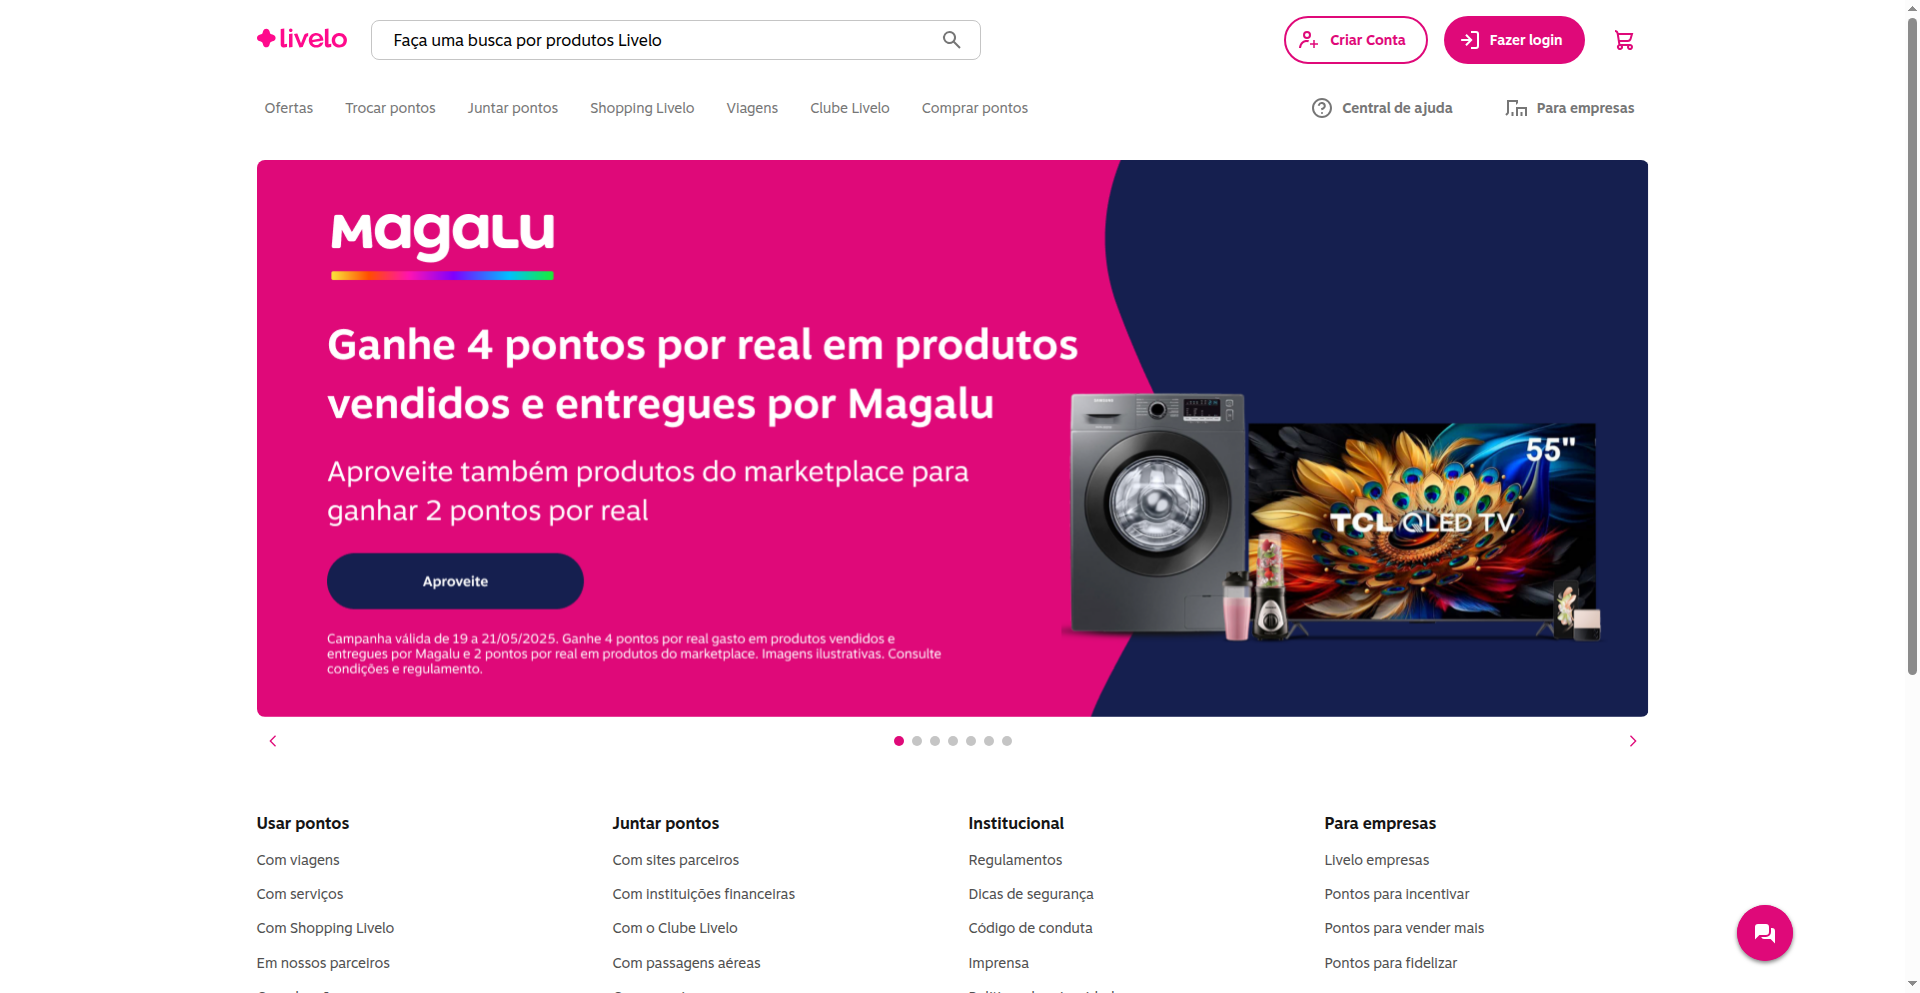 livelo
Faça uma busca por produtos Livelo
Criar Conta
Fazer login
Ofertas
Trocar pontos
Juntar pontos
Shopping Livelo
Viagens
Clube Livelo
Comprar pontos
Central de ajuda
Para empresas
Magalu
Ganhe 4 pontos por real em produtos
vendidos e entregues por Magalu
Aproveite também produtos do marketplace para
ganhar 2 pontos por real
Aproveite
Campanha válida de 19 a 21/05/2025. Ganhe 4 pontos por real gasto em produtos vendidos e
entregues por Magalu e 2 pontos por real em produtos do marketplace. Imagens ilustrativas. Consulte
condições e regulamento.
55"
TCL QLED TV
Usar pontos
Com viagens
Com serviços
Com Shopping Livelo
Em nossos parceiros
Juntar pontos
Com sites parceiros
Com instituições financeiras
Com o Clube Livelo
Com passagens aéreas
Institucional
Regulamentos
Dicas de segurança
Código de conduta
Imprensa
Para empresas
Livelo empresas
Pontos para incentivar
Pontos para vender mais
Pontos para fidelizar